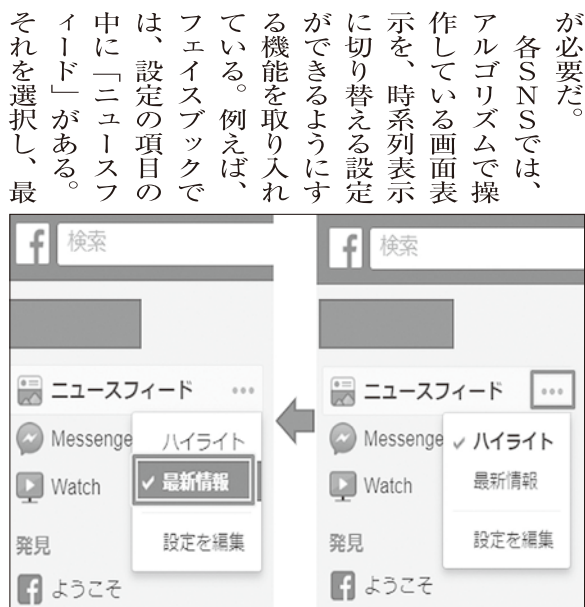 が必要だ。
各SNSでは、
アルゴリズムで操
作している画面表
示を、時系列表示
に切り替える設定
ができるようにす
る機能を取り入れ
ている。例えば、
フェイスブックで
は、設定の項目の
中に「ニュースフ
ィード」がある。
それを選択し、最
f 検索
ニュースフィード ...
Messenge
✓ ハイライト
Watch
最新情報
発見
設定を編集
f ようこそ
f 検索
ニュースフィード ...
Messenge
ハイライト
Watch
✓ 最新情報
発見
設定を編集
f ようこそ